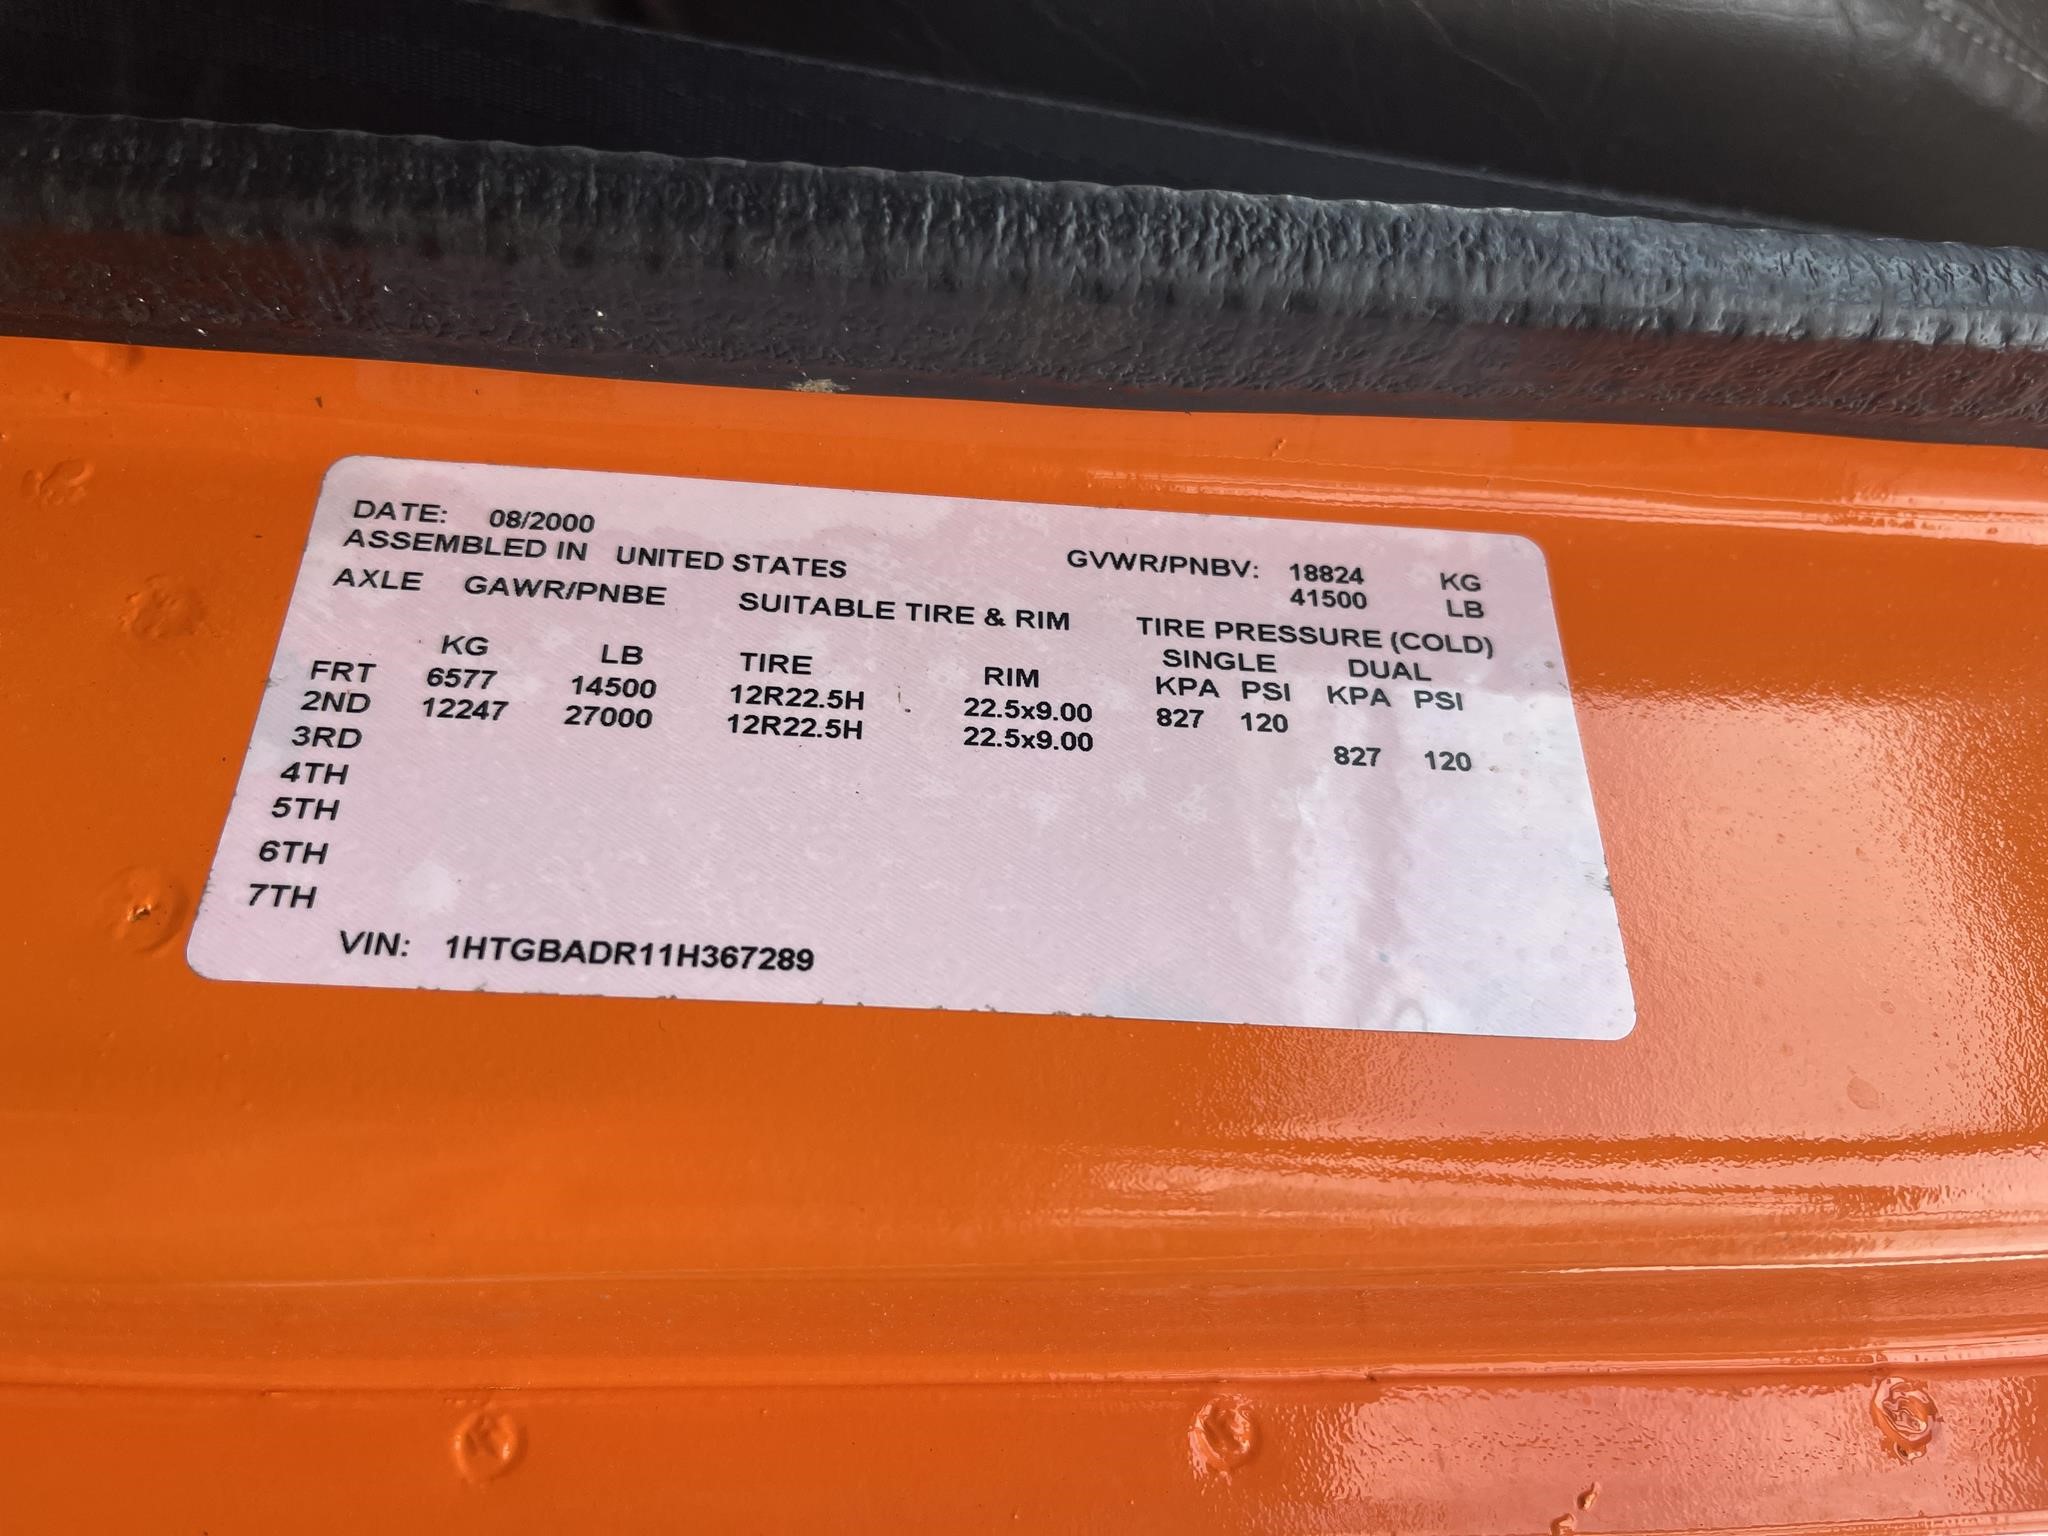 DATE: 08/2000
ASSEMBLED IN UNITED STATES
GVWR/PNBV: 18824 KG
41500 LB
AXLE GAWR/PNBE SUITABLE TIRE & RIM TIRE PRESSURE (COLD)
SINGLE DUAL
KG LB TIRE RIM KPA PSI KPA PSI
FRT 6577 14500 12R22.5H 22.5x9.00 827 120
2ND 12247 27000 12R22.5H 22.5x9.00 827 120
3RD
4TH
5TH
6TH
7TH
VIN: 1HTGBADR11H367289